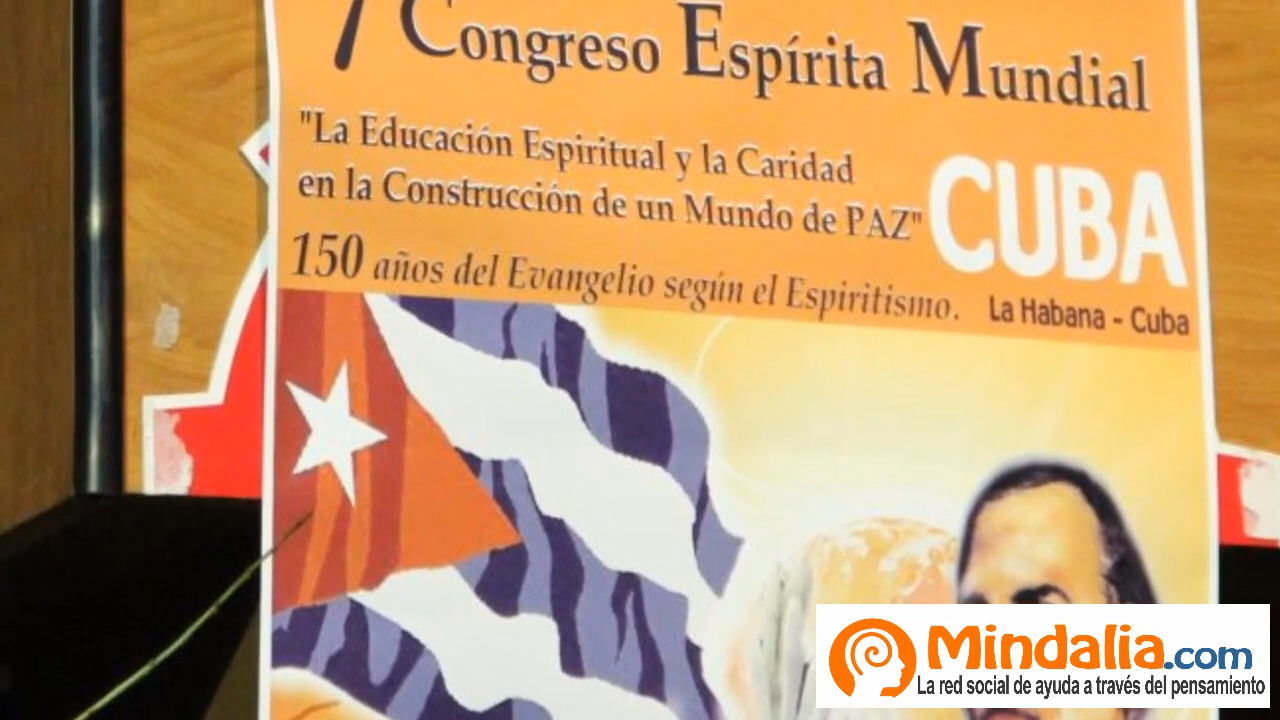 7 Congreso Espírita Mundial
"La Educación Espiritual y la Caridad
en la Construcción de un Mundo de PAZ"
CUBA
150 años del Evangelio según el Espiritismo.
La Habana - Cuba
Mindalia.com
La red social de ayuda a través del pensamiento